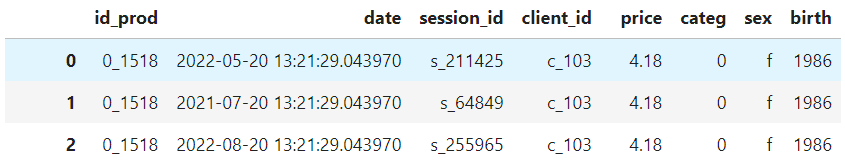 id_prod date session_id client_id price categ sex birth
0 0_1518 2022-05-20 13:21:29.043970 s_211425 c_103 4.18 0 f 1986
1 0_1518 2021-07-20 13:21:29.043970 s_64849 c_103 4.18 0 f 1986
2 0_1518 2022-08-20 13:21:29.043970 s_255965 c_103 4.18 0 f 1986